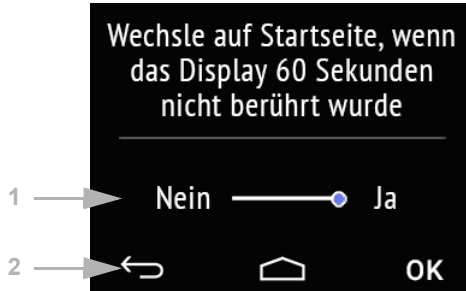 Wechsle auf Startseite, wenn
das Display 60 Sekunden
nicht berührt wurde
1 Nein Ja
2 OK